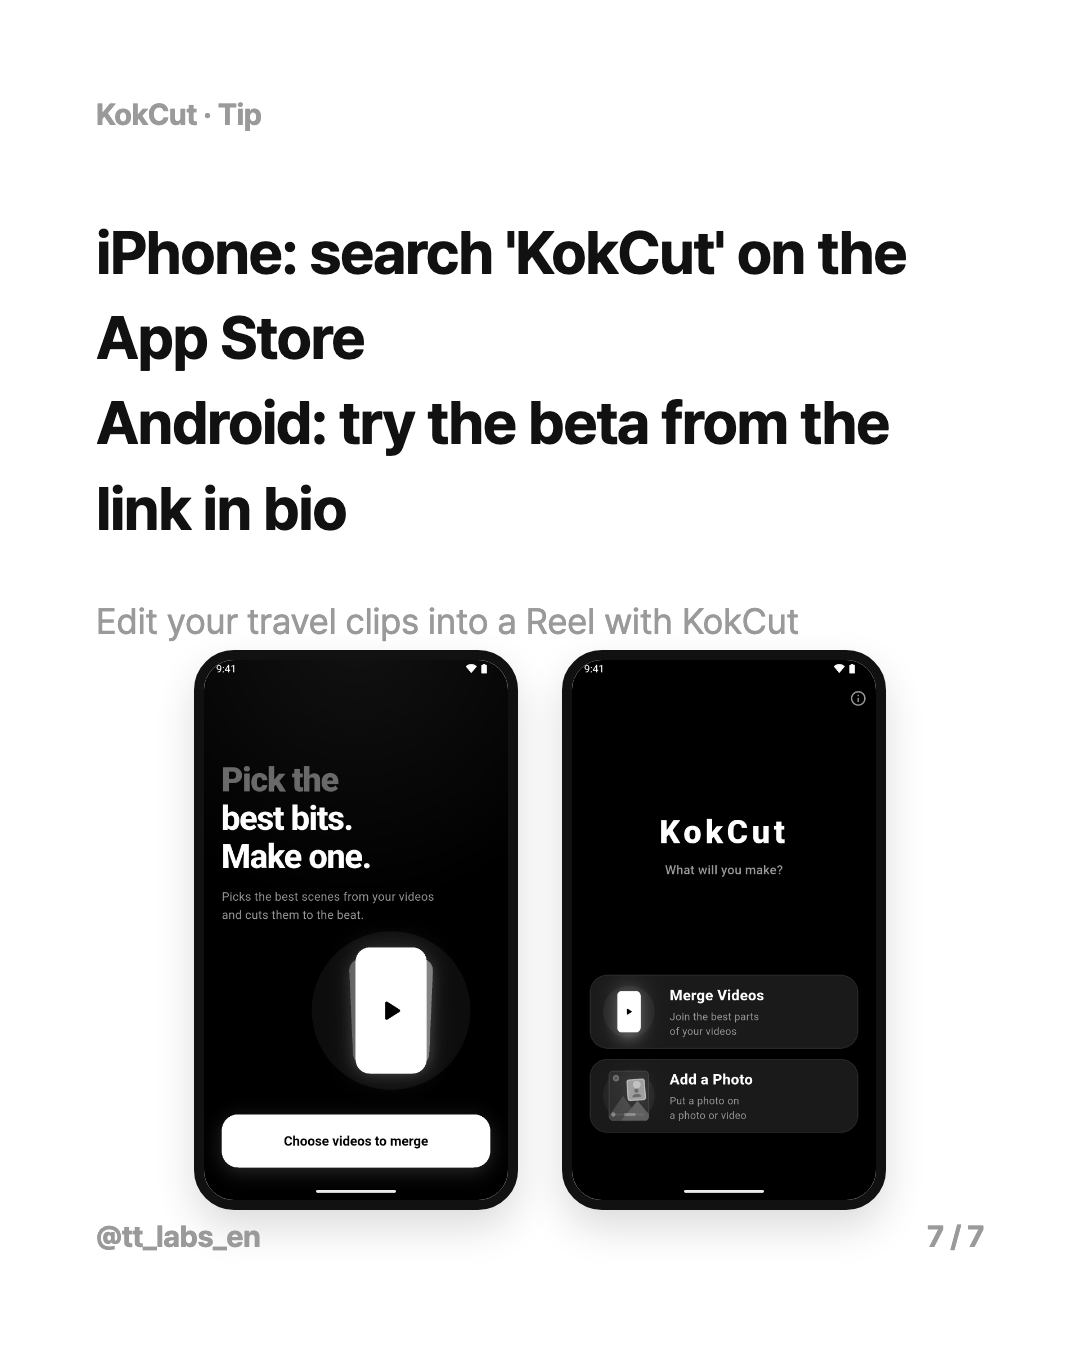 KokCut · Tip
iPhone: search 'KokCut' on the
App Store
Android: try the beta from the
link in bio
Edit your travel clips into a Reel with KokCut
9:41
Pick the
best bits.
Make one.
Picks the best scenes from your videos
and cuts them to the beat.
Choose videos to merge
9:41
KokCut
What will you make?
Merge Videos
Join the best parts
of your videos
Add a Photo
Put a photo on
a photo or video
@tt_labs_en
7 / 7